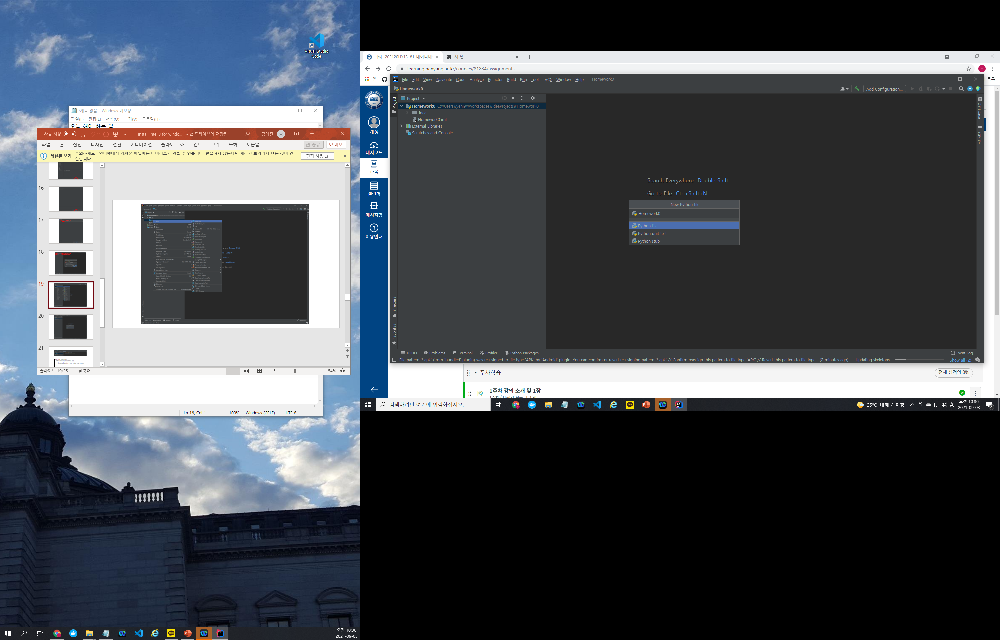 Visual Studio
Code
*제목 없음 - Windows 메모장
파일(F) 편집(E) 서식(O) 보기(V) 도움말(H)
오늘 해야 하는 일
자동 저장 끔 Install IntelliJ for windo... - Z: 드라이브에 저장됨 김예진
파일 홈 삽입 디자인 전환 애니메이션 슬라이드 쇼 검토 보기 녹화 도움말 공유 메모
제한된 보기 주의하세요—인터넷에서 가져온 파일에는 바이러스가 있을 수 있습니다. 편집하지 않는다면 제한된 보기에서 여는 것이 안
전합니다. 편집 사용(E)
16
17
18
19
20
21
슬라이드 19/25 한국어 54%
Ln 16, Col 1 100% Windows (CRLF) UTF-8
오전 10:36
2021-09-03
과제: 202120HY13181_데이터베 새 탭
learning.hanyang.ac.kr/courses/81834/assignments
앱 목록
File Edit View Navigate Code Analyze Refactor Build Run Tools VCS Window Help Homework0
Homework0 Add Configuration...
Project Project
Homework0 C:₩Users₩yehi9₩workspaces₩IdeaProjects₩Homework0
.idea
Homework0.iml
External Libraries
Scratches and Consoles
Database
SciView
Structure
Favorites
계정
대시보드
과목
캘린더
메시지함
이용안내
Search Everywhere Double Shift
Go to File Ctrl+Shift+N
New Python file
Homework0
Python file
Python unit test
Python stub
TODO Problems Terminal Profiler Python Packages Event Log
File pattern '*.apk' (from 'bundled' plugin) was reassigned to file type 'APK' by 'Android' plugin: You can confirm or revert reassigning pattern '*.apk' // Confirm reassign this pattern to file type 'APK' // Revert this pattern to file type... (2 minutes ago) Updating skeletons... Show all (2)
주차학습 전체 성적의 0%
1주차 강의 소개 및 1장
1주차 / Unit-1 모듈 | 1 점
검색하려면 여기에 입력하십시오. 25°C 대체로 화창 A 오전 10:36
2021-09-03
4